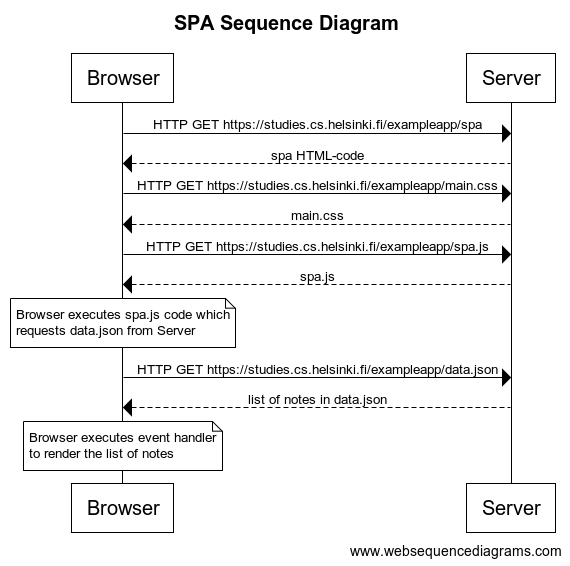 SPA Sequence Diagram
Browser
Server
HTTP GET https://studies.cs.helsinki.fi/exampleapp/spa
spa HTML-code
HTTP GET https://studies.cs.helsinki.fi/exampleapp/main.css
main.css
HTTP GET https://studies.cs.helsinki.fi/exampleapp/spa.js
spa.js
Browser executes spa.js code which
requests data.json from Server
HTTP GET https://studies.cs.helsinki.fi/exampleapp/data.json
list of notes in data.json
Browser executes event handler
to render the list of notes
Browser
Server
www.websequencediagrams.com